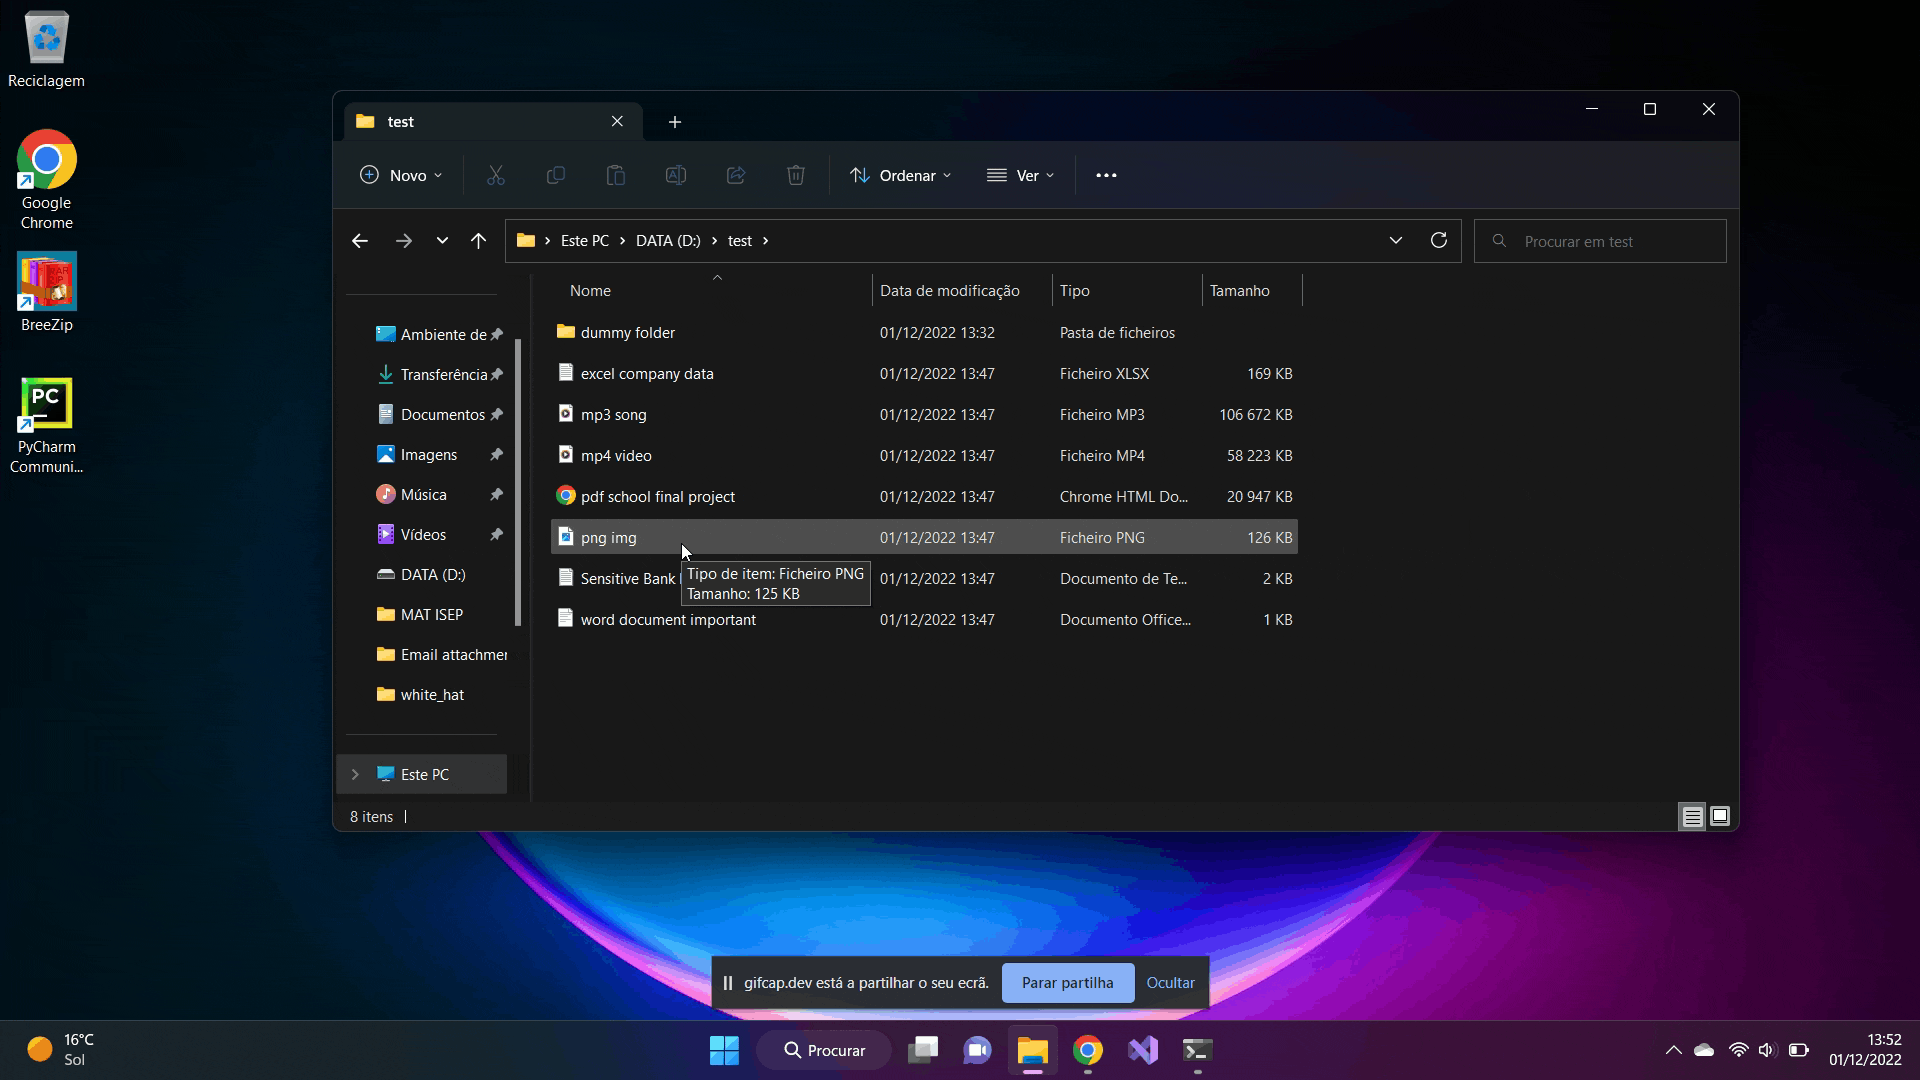 Reciclagem
Google
Chrome
BreeZip
PC
PyCharm
Communi...
test
Novo
Ordenar
Ver
Este PC
DATA (D:)
test
Procurar em test
Nome
Data de modificação
Tipo
Tamanho
dummy folder 01/12/2022 13:32 Pasta de ficheiros
excel company data 01/12/2022 13:47 Ficheiro XLSX 169 KB
mp3 song 01/12/2022 13:47 Ficheiro MP3 106 672 KB
mp4 video 01/12/2022 13:47 Ficheiro MP4 58 223 KB
pdf school final project 01/12/2022 13:47 Chrome HTML Do... 20 947 KB
png img 01/12/2022 13:47 Ficheiro PNG 126 KB
Sensitive Bank 01/12/2022 13:47 Documento de Te... 2 KB
word document important 01/12/2022 13:47 Documento Office... 1 KB
Tipo de item: Ficheiro PNG
Tamanho: 125 KB
Ambiente de
Transferência
Documentos
Imagens
Música
Vídeos
DATA (D:)
MAT ISEP
Email attachmer
white_hat
Este PC
8 itens
gifcap.dev está a partilhar o seu ecrã.
Parar partilha
Ocultar
16°C
Sol
Procurar
13:52
01/12/2022